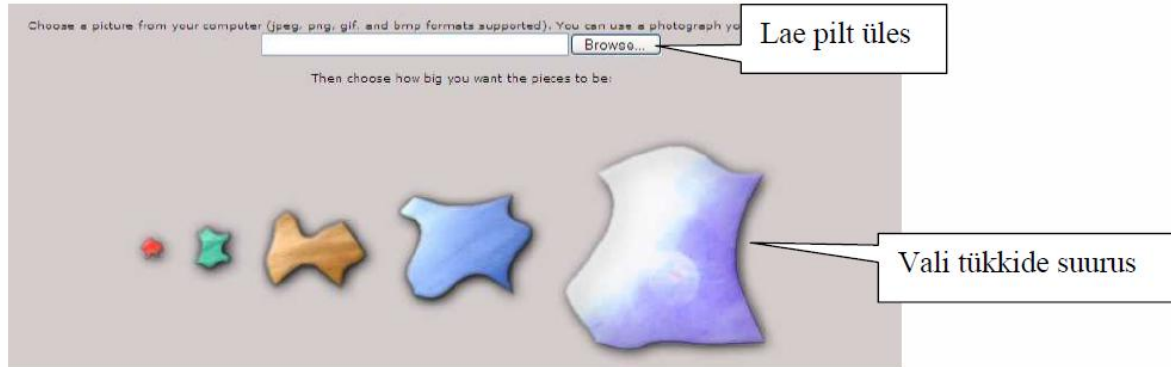 Choose a picture from your computer (jpeg, png, gif, and bmp formats supported). You can use a photograph
Lae pilt üles
Browse...
Then choose how big you want the pieces to be:
Vali tükkide suurus